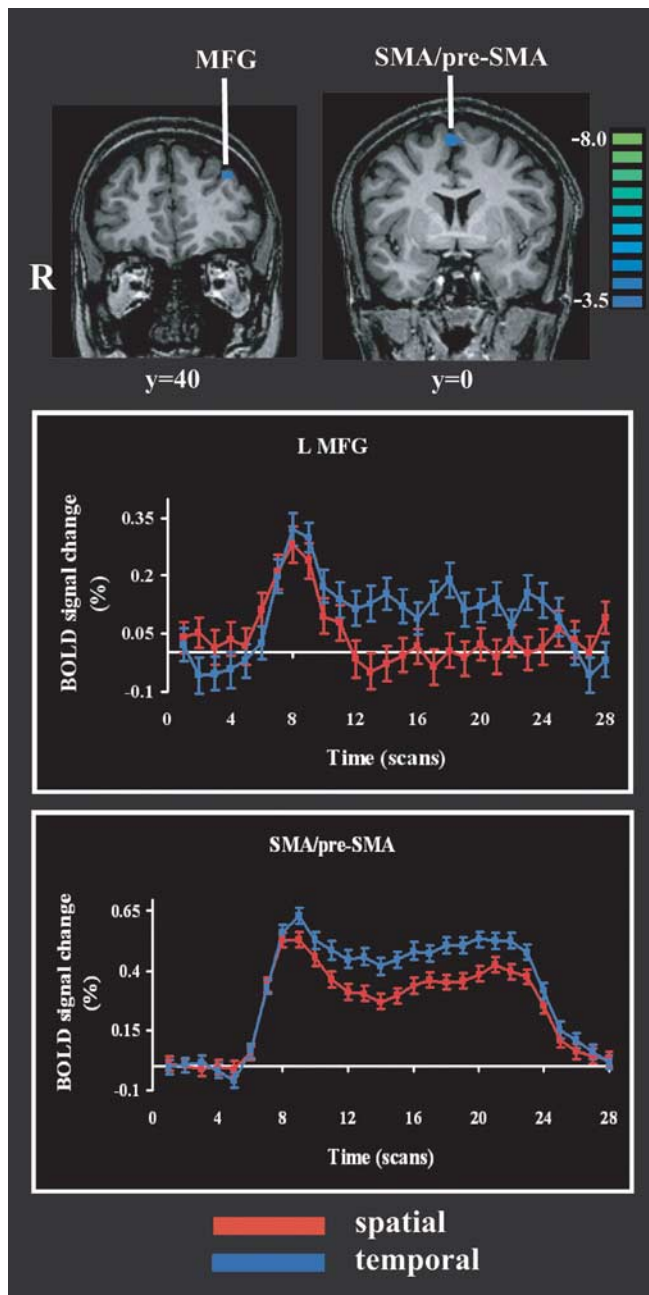 MFG
SMA/pre-SMA
-8.0
R
-3.5
y=40
y=0
L MFG
BOLD signal change
(%)
0.35
0.2
0.05
-0.1
0 4 8 12 16 20 24 28
Time (scans)
SMA/pre-SMA
BOLD signal change
(%)
0.65
0.4
0.15
-0.1
0 4 8 12 16 20 24 28
Time (scans)
spatial
temporal